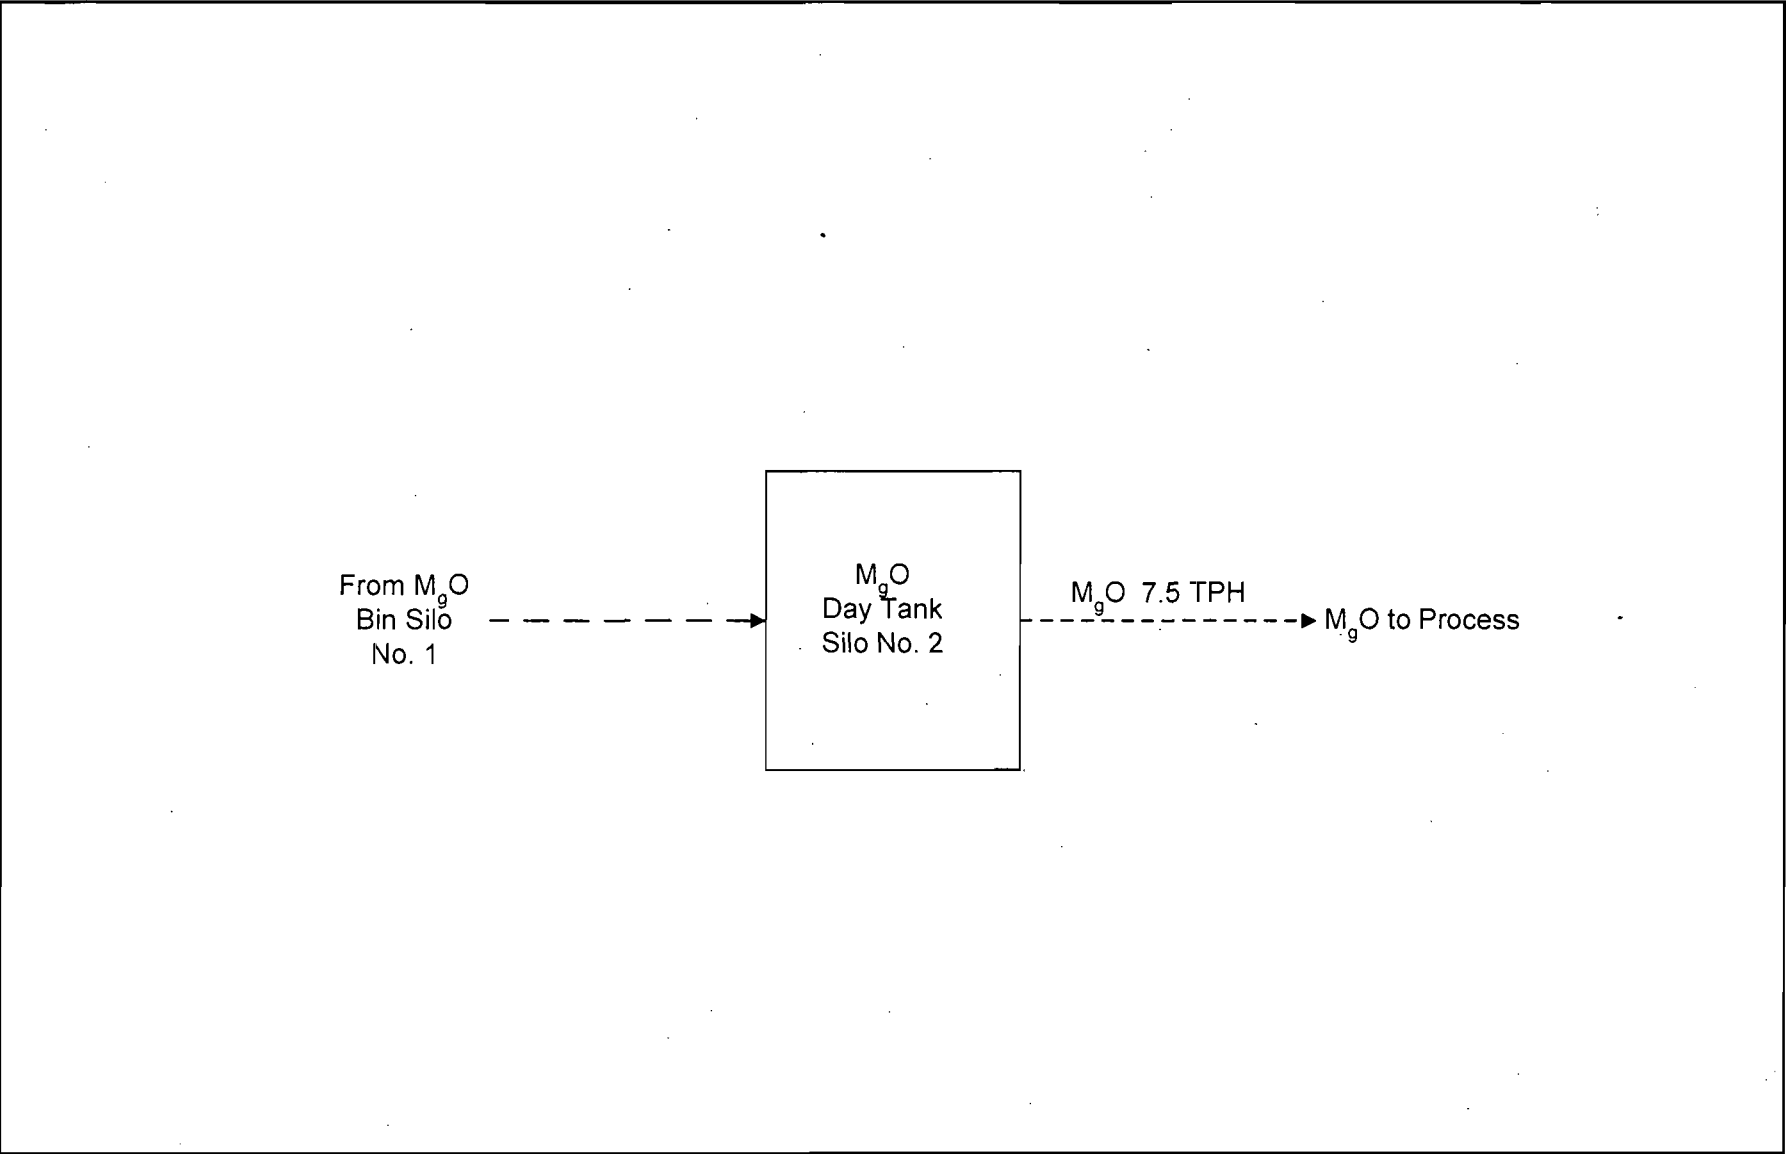 From MgO
Bin Silo
No. 1
MgO
Day Tank
Silo No. 2
MgO 7.5 TPH
MgO to Process